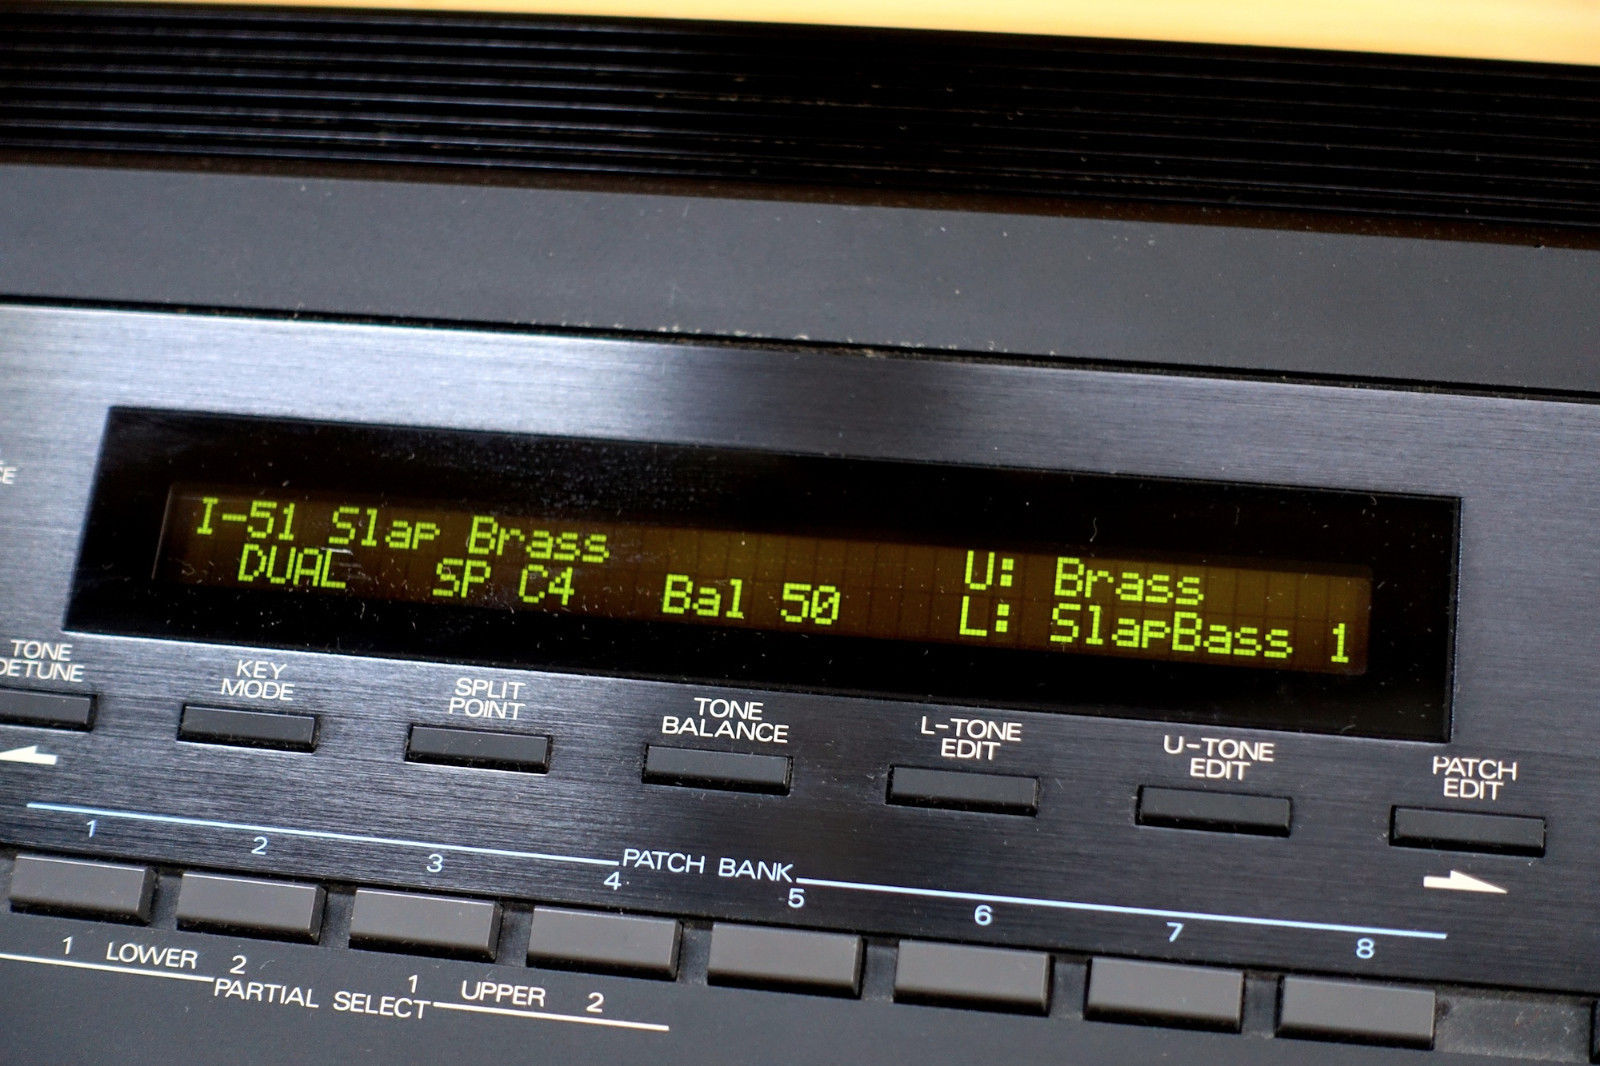 I-51 Slap Brass U: Brass
DUAL SP C4 Bal 50 L: SlapBass 1
TONE
DETUNE
KEY
MODE
SPLIT
POINT
TONE
BALANCE
L-TONE
EDIT
U-TONE
EDIT
PATCH
EDIT
PATCH BANK
1 2 3 4 5 6 7 8
1 LOWER 2
1 UPPER 2
PARTIAL SELECT